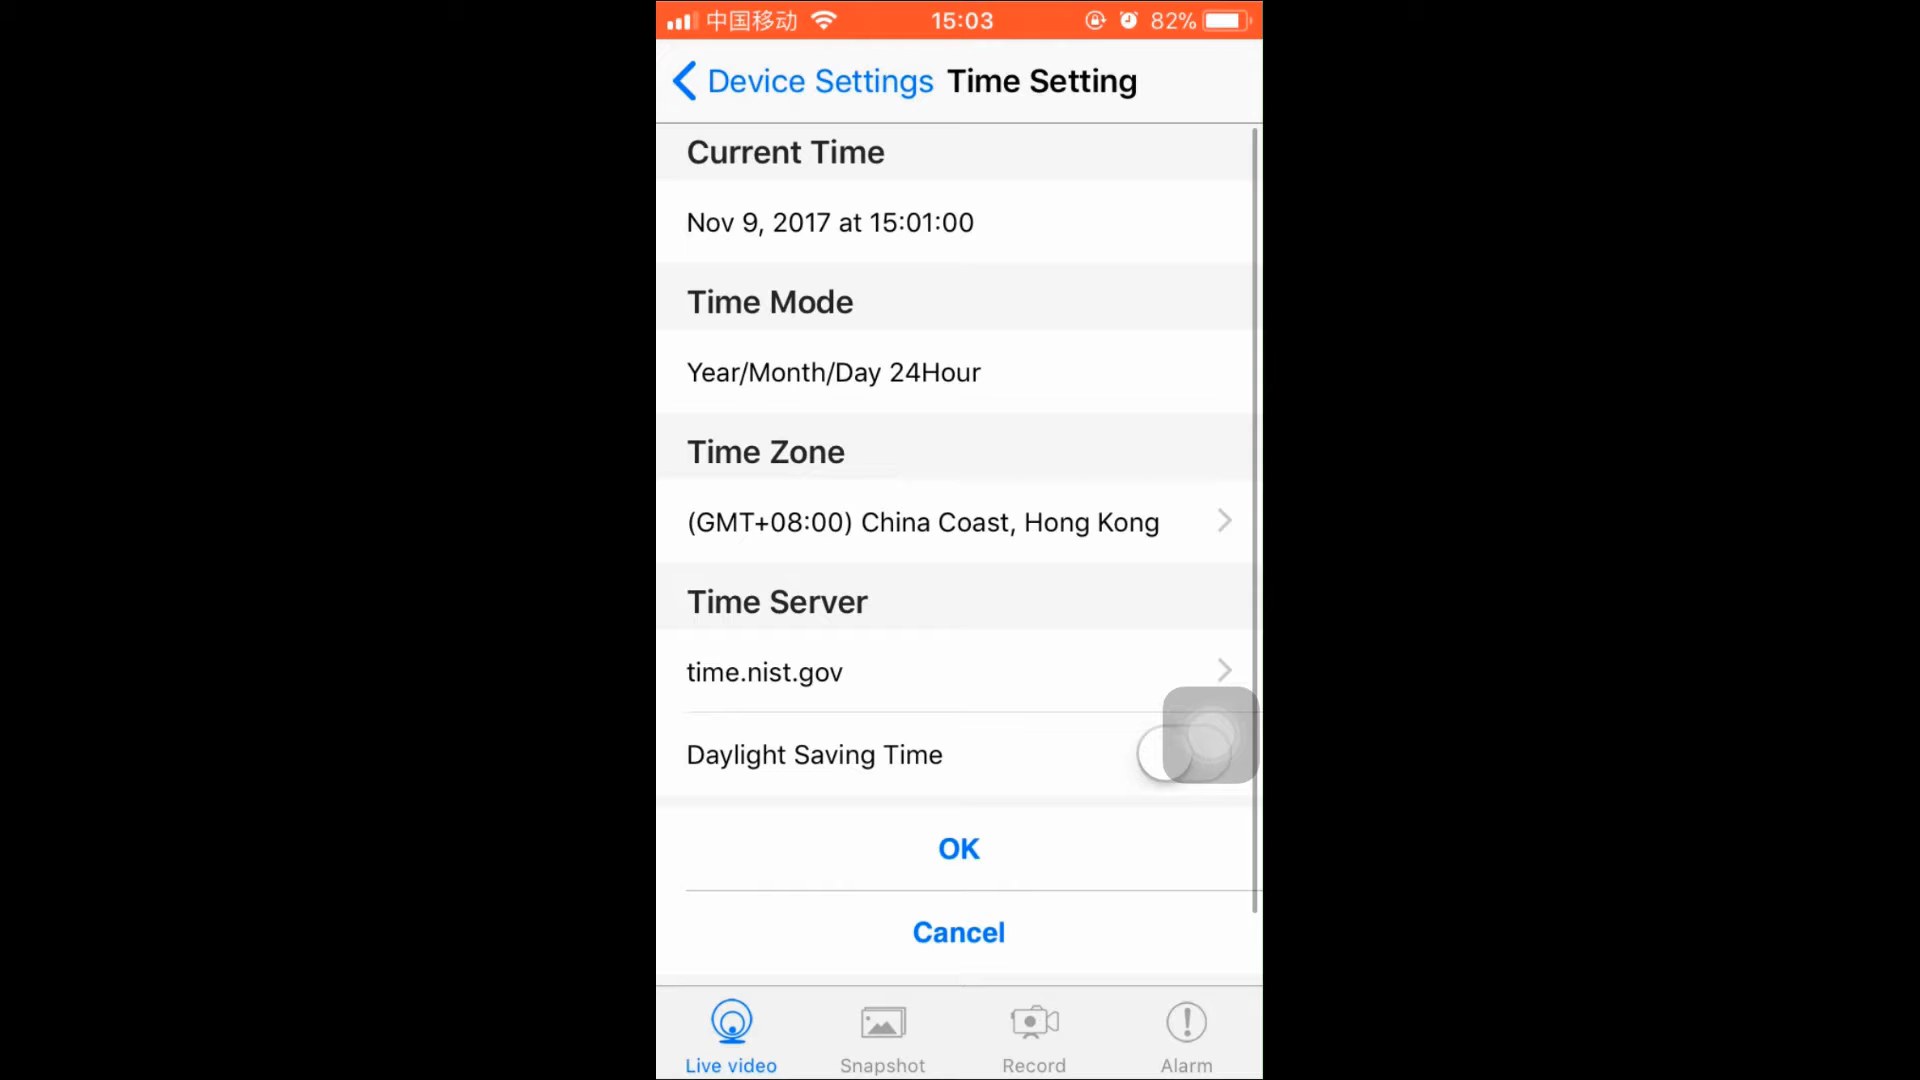 中国移动 15:03 82%
Device Settings Time Setting
Current Time
Nov 9, 2017 at 15:01:00
Time Mode
Year/Month/Day 24Hour
Time Zone
(GMT+08:00) China Coast, Hong Kong
Time Server
time.nist.gov
Daylight Saving Time
OK
Cancel
Live video Snapshot Record Alarm